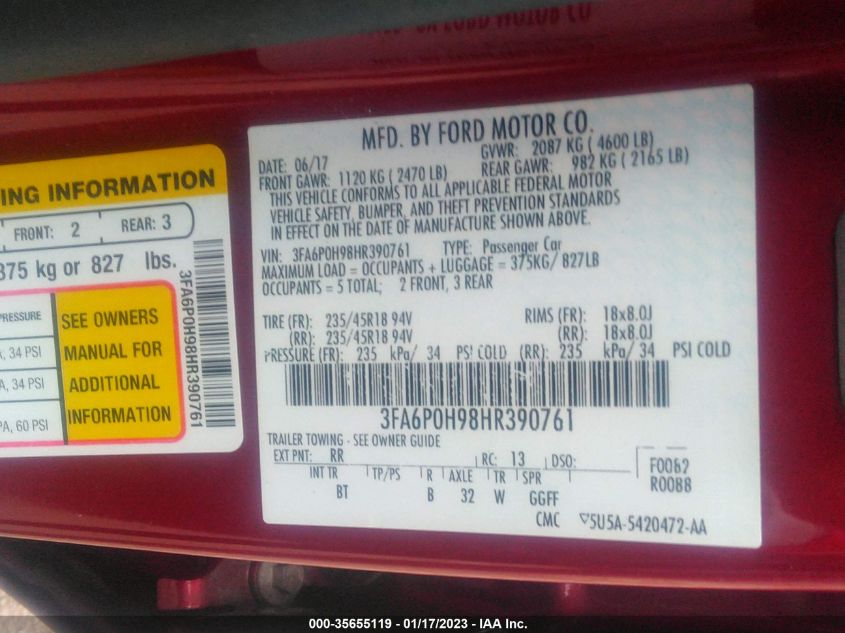 ING INFORMATION
FRONT: 2 REAR: 3
375 kg or 827 lbs.
PRESSURE
A, 34 PSI
A, 34 PSI
PA, 60 PSI
SEE OWNERS
MANUAL FOR
ADDITIONAL
INFORMATION
3FA6P0H98HR390761
MFD. BY FORD MOTOR CO.
DATE: 06/17 GVWR: 2087 KG ( 4600 LB)
FRONT GAWR: 1120 KG ( 2470 LB) REAR GAWR: 982 KG ( 2165 LB)
THIS VEHICLE CONFORMS TO ALL APPLICABLE FEDERAL MOTOR
VEHICLE SAFETY, BUMPER, AND THEFT PREVENTION STANDARDS
IN EFFECT ON THE DATE OF MANUFACTURE SHOWN ABOVE.
VIN: 3FA6P0H98HR390761 TYPE: Passenger Car
MAXIMUM LOAD = OCCUPANTS + LUGGAGE = 375KG/ 827LB
OCCUPANTS = 5 TOTAL; 2 FRONT, 3 REAR
TIRE (FR): 235/45R18 94V RIMS (FR): 18x8.0J
(RR): 235/45R18 94V (RR): 18x8.0J
PRESSURE (FR): 235 kPa/ 34 PSI COLD (RR): 235 kPa/ 34 PSI COLD
3FA6P0H98HR390761
TRAILER TOWING - SEE OWNER GUIDE
EXT PNT: RR RC: 13 DSO: F0082
INT TR TP/PS R AXLE TR SPR R0088
BT B 32 W GGFF
CMC 5U5A-5420472-AA
000-35655119 - 01/17/2023 - IAA Inc.